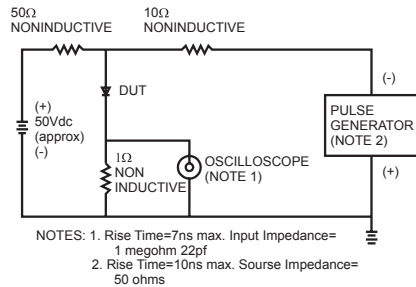 50Ω
NONINDUCTIVE
10Ω
NONINDUCTIVE
(+)
50Vdc
(approx)
(-)
DUT
1Ω
NON
INDUCTIVE
OSCILLOSCOPE
(NOTE 1)
(-)
PULSE
GENERATOR
(NOTE 2)
(+)
NOTES: 1. Rise Time=7ns max. Input Impedance=
1 megohm 22pf
2. Rise Time=10ns max. Sourse Impedance=
50 ohms